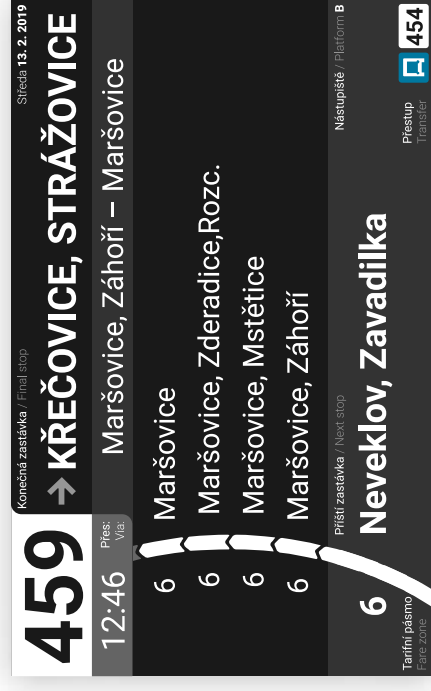 459
Konečná zastávka / Final stop
Středa 13. 2. 2019
→ KŘEČOVICE, STRÁŽOVICE
12:46
Přes:
Via:
Maršovice, Záhoří – Maršovice
6 Maršovice
6 Maršovice, Zderadice,Rozc.
6 Maršovice, Mstětice
6 Maršovice, Záhoří
Příští zastávka / Next stop
Nástupiště / Platform B
6 Neveklov, Zavadilka
Tarifní pásmo
Fare zone
Přestup
Transfer
454